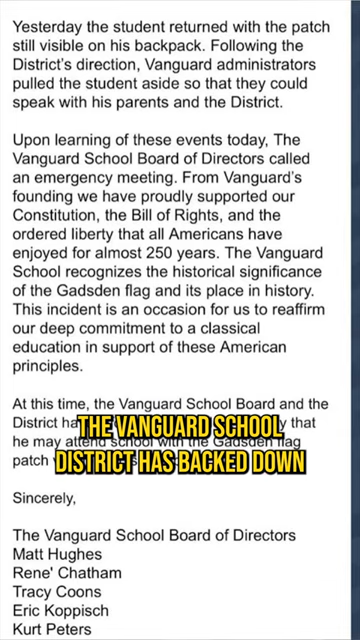 Yesterday the student returned with the patch
still visible on his backpack. Following the
District's direction, Vanguard administrators
pulled the student aside so that they could
speak with his parents and the District.
Upon learning of these events today, The
Vanguard School Board of Directors called
an emergency meeting. From Vanguard's
founding we have proudly supported our
Constitution, the Bill of Rights, and the
ordered liberty that all Americans have
enjoyed for almost 250 years. The Vanguard
School recognizes the historical significance
of the Gadsden flag and its place in history.
This incident is an occasion for us to reaffirm
our deep commitment to a classical
education in support of these American
principles.
At this time, the Vanguard School Board and the
District that
THE VANGUARD SCHOOL
he may attend school with the Gadsden flag
patch
DISTRICT HAS BACKED DOWN
Sincerely,
The Vanguard School Board of Directors
Matt Hughes
Rene' Chatham
Tracy Coons
Eric Koppisch
Kurt Peters